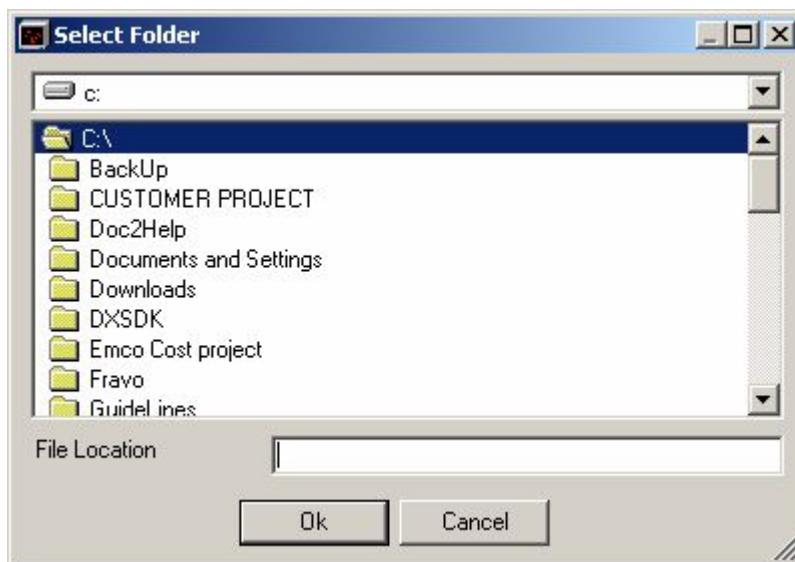 Select Folder
c:
C:\
BackUp
CUSTOMER PROJECT
Doc2Help
Documents and Settings
Downloads
DXSDK
Emco Cost project
Fravo
GuideLines
File Location
Ok
Cancel